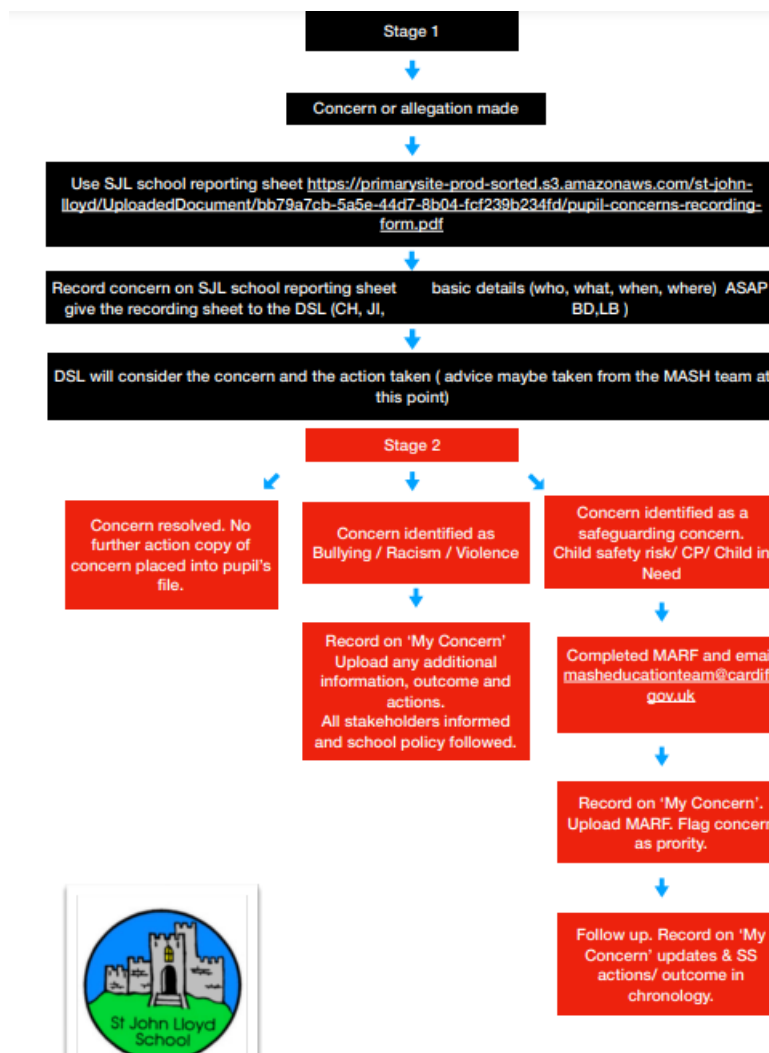 Stage 1
Concern or allegation made
Use SJL school reporting sheet https://primarysite-prod-sorted.s3.amazonaws.com/st-john-
lloyd/UploadedDocument/bb79a7cb-5a5e-44d7-8b04-fcf239b234fd/pupil-concerns-recording-
form.pdf
Record concern on SJL school reporting sheet basic details (who, what, when, where) ASAP
give the recording sheet to the DSL (CH, JI, BD,LB )
DSL will consider the concern and the action taken ( advice maybe taken from the MASH team at
this point)
Stage 2
Concern resolved. No
further action copy of
concern placed into pupil's
file.
Concern identified as
Bullying / Racism / Violence
Record on ‘My Concern’
Upload any additional
information, outcome and
actions.
All stakeholders informed
and school policy followed.
Concern identified as a
safeguarding concern.
Child safety risk/ CP/ Child in
Need
Completed MARF and emai
masheducationteam@cardif
gov.uk
Record on ‘My Concern’.
Upload MARF. Flag concern
as prority.
Follow up. Record on ‘My
Concern’ updates & SS
actions/ outcome in
chronology.
St John Lloyd
School